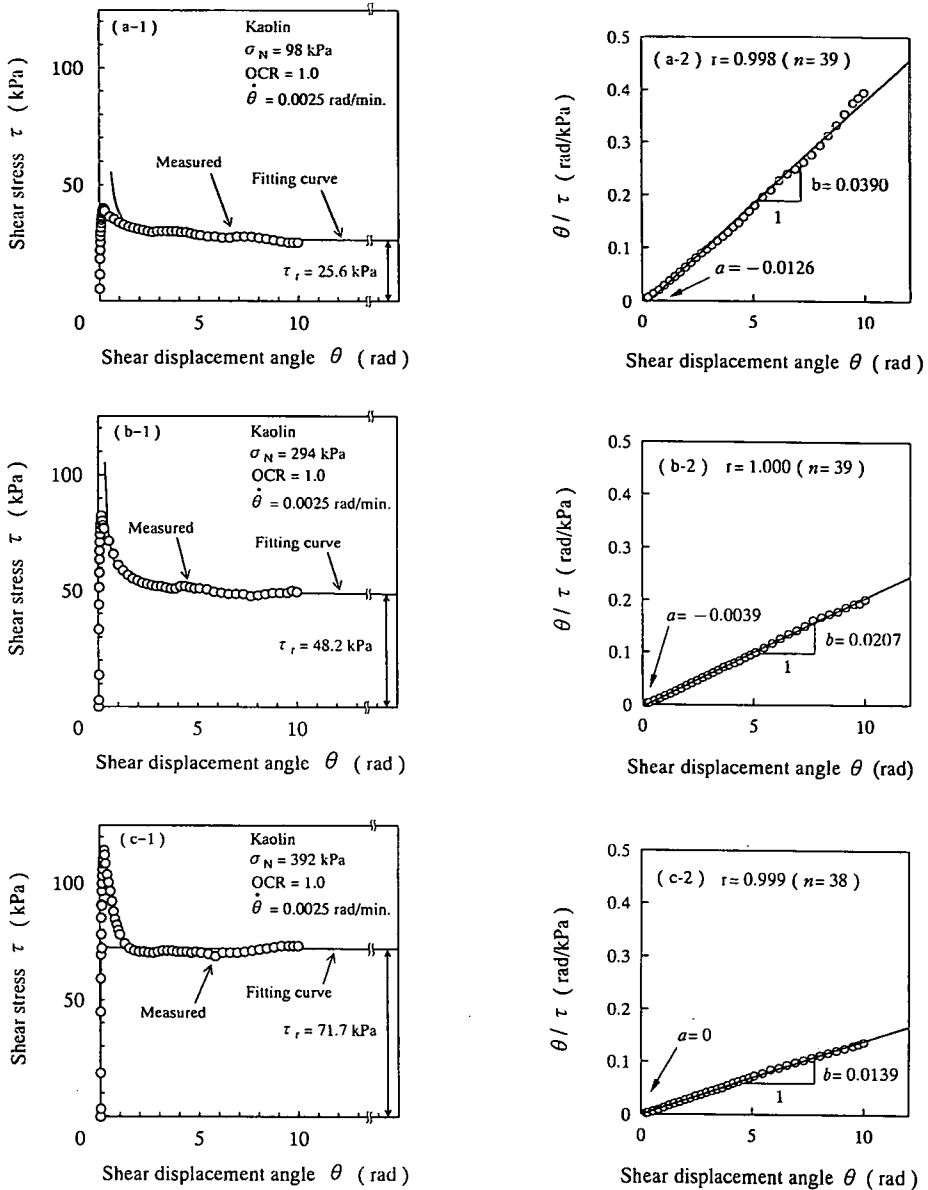 (a-1)
Kaolin
σ N = 98 kPa
OCR = 1.0
θ̇ = 0.0025 rad/min.
Measured
Fitting curve
τ r = 25.6 kPa
100
50
0
5
10
Shear stress τ ( kPa )
Shear displacement angle θ ( rad )
(a-2) r = 0.998 ( n = 39 )
0.5
0.4
0.3
0.2
0.1
0
b = 0.0390
1
a = −0.0126
0
5
10
θ / τ ( rad/kPa )
Shear displacement angle θ ( rad )
(b-1)
Kaolin
σ N = 294 kPa
OCR = 1.0
θ̇ = 0.0025 rad/min.
Measured
Fitting curve
τ r = 48.2 kPa
100
50
0
5
10
Shear stress τ ( kPa )
Shear displacement angle θ ( rad )
(b-2) r = 1.000 ( n = 39 )
0.5
0.4
0.3
0.2
0.1
0
a = −0.0039
b = 0.0207
1
0
5
10
θ / τ ( rad/kPa )
Shear displacement angle θ (rad)
(c-1)
Kaolin
σ N = 392 kPa
OCR = 1.0
θ̇ = 0.0025 rad/min.
Measured
Fitting curve
τ r = 71.7 kPa
100
50
0
5
10
Shear stress τ ( kPa )
Shear displacement angle θ ( rad )
(c-2) r = 0.999 ( n = 38 )
0.5
0.4
0.3
0.2
0.1
0
a = 0
b = 0.0139
1
0
5
10
θ / τ ( rad/kPa )
Shear displacement angle θ ( rad )